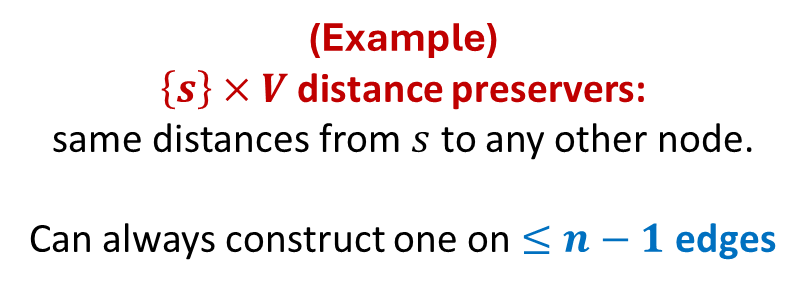 (Example)
{s} × V distance preservers:
same distances from s to any other node.
Can always construct one on ≤ n − 1 edges